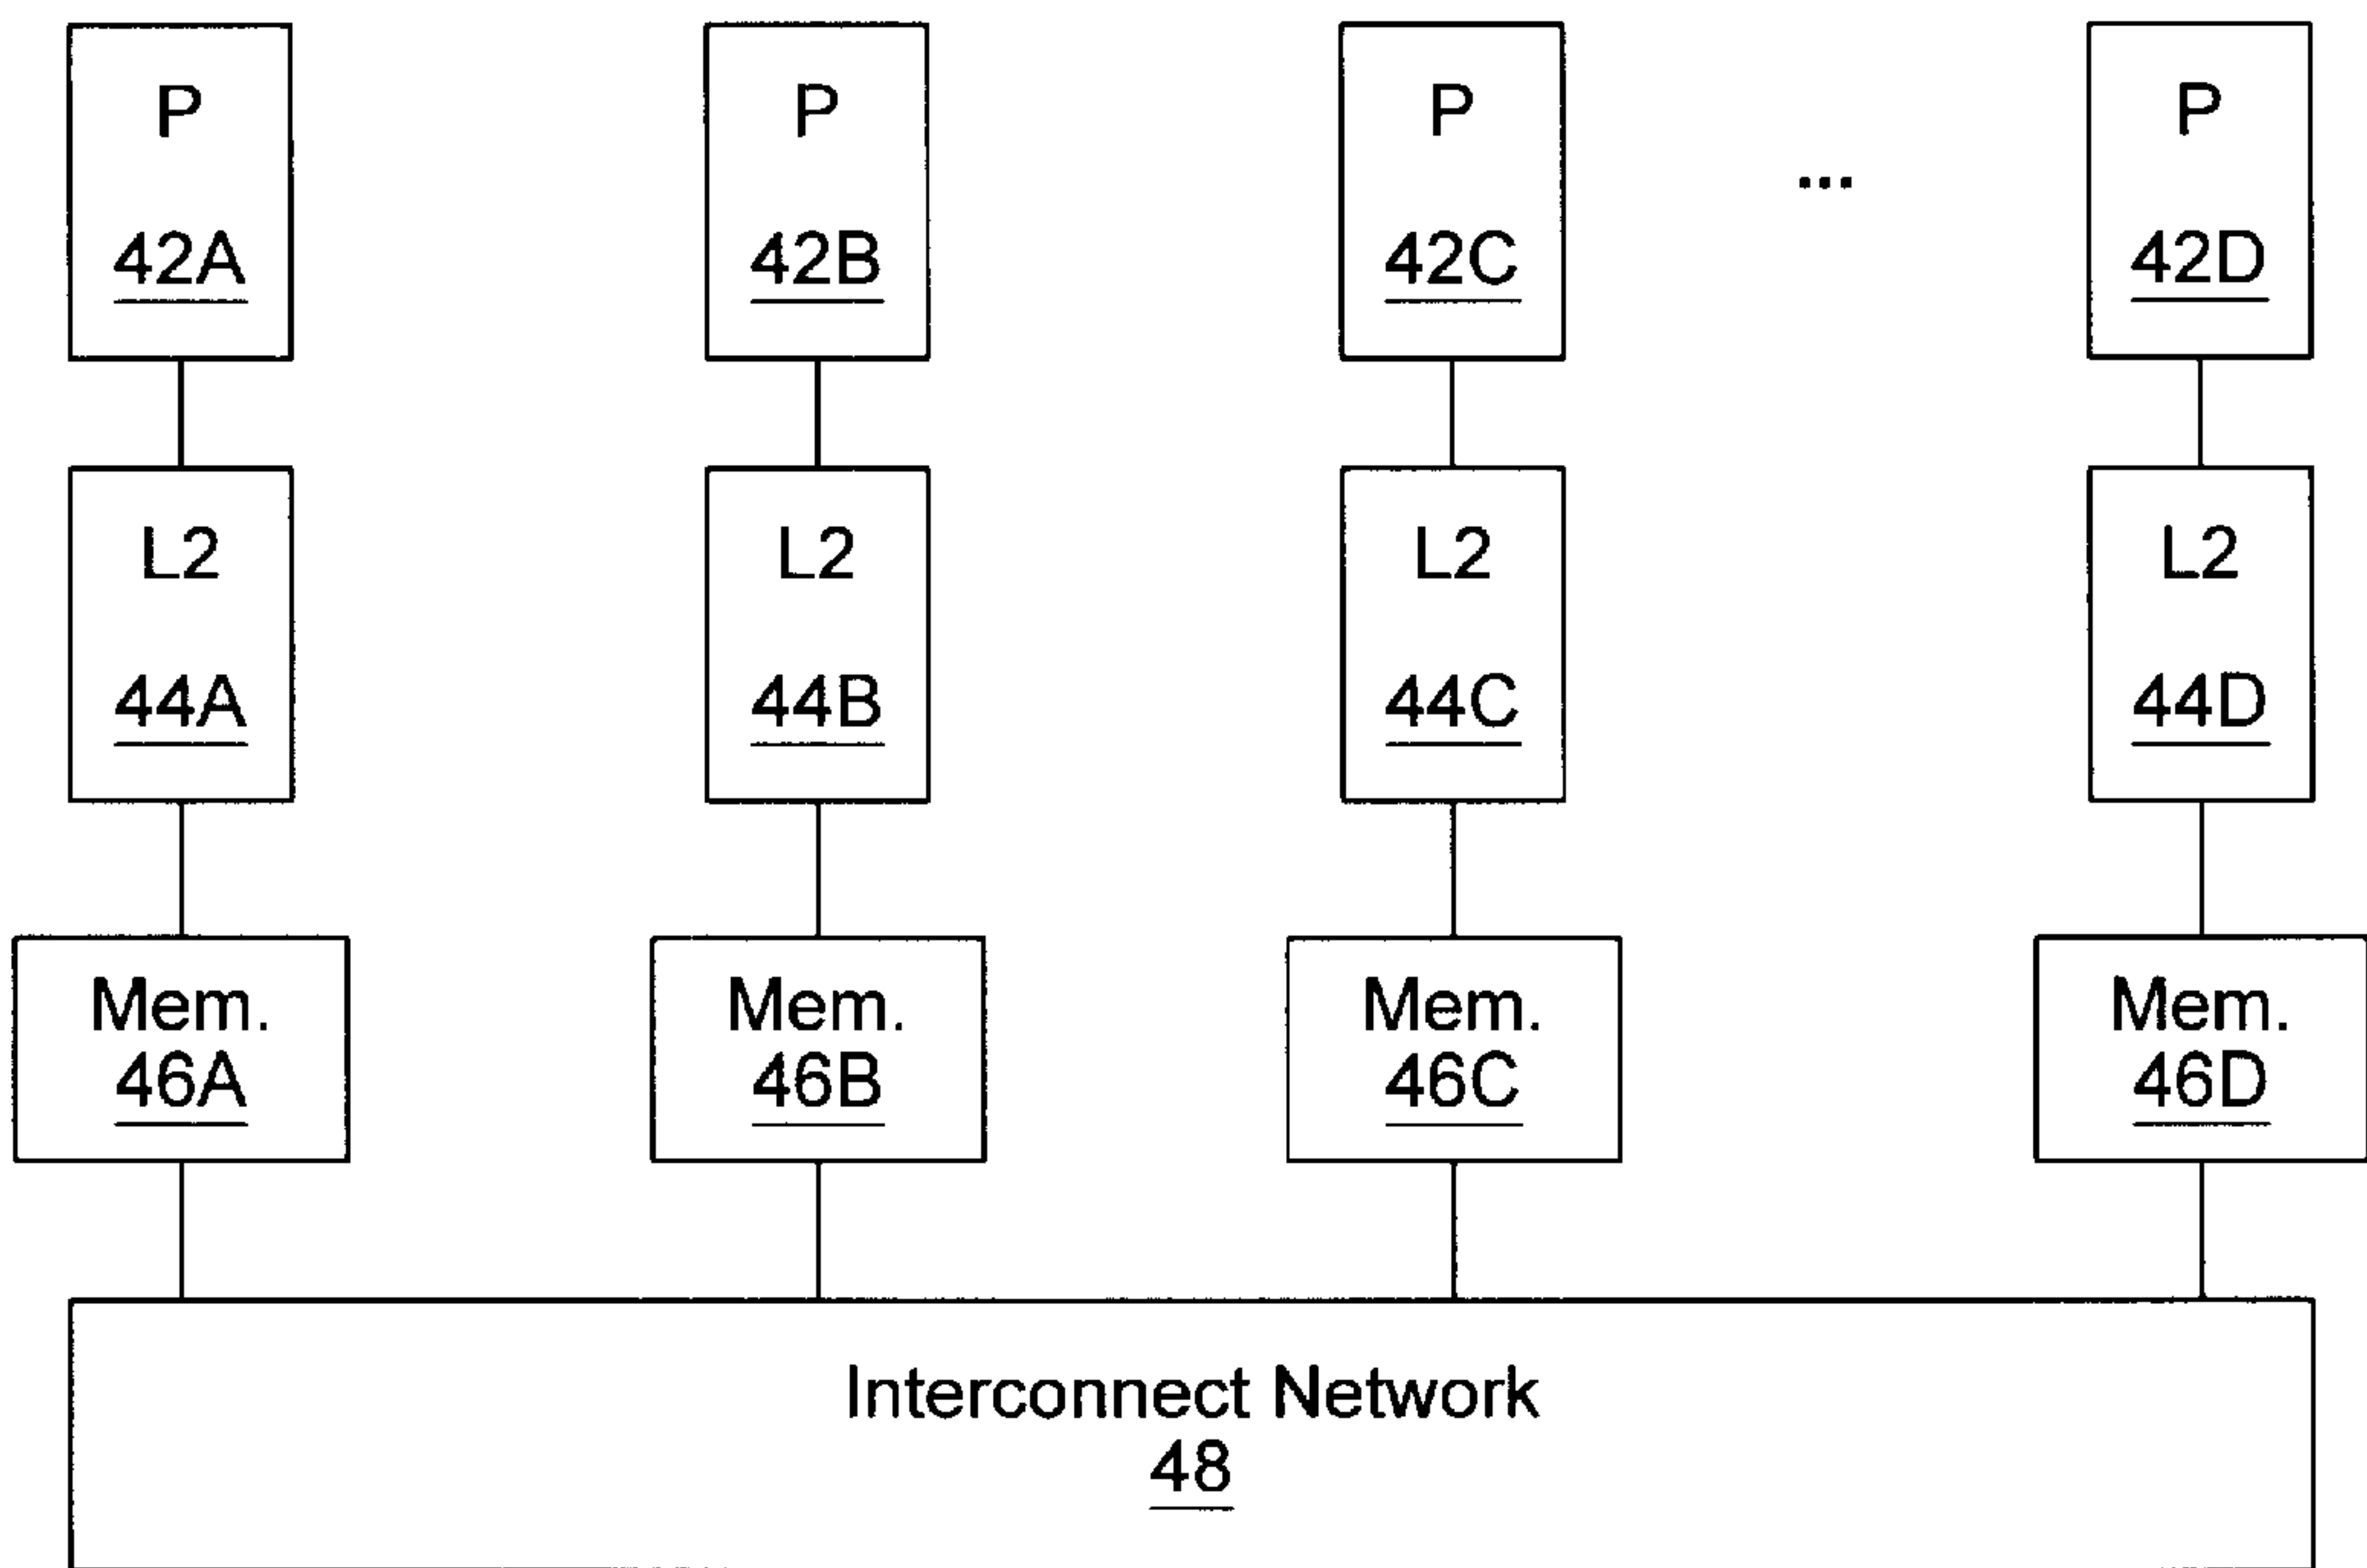 P P P P
42A 42B 42C ... 42D
L2 L2 L2 L2
44A 44B 44C 44D
Mem. Mem. Mem. Mem.
46A 46B 46C 46D
Interconnect Network
48